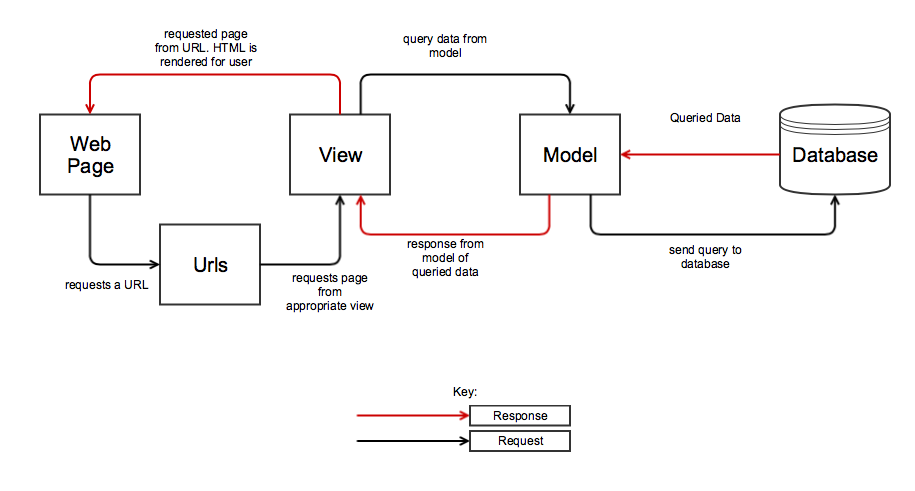 requested page
from URL. HTML is
rendered for user
query data from
model
Queried Data
Web
Page
View
Model
Database
Urls
requests a URL
requests page
from
appropriate view
response from
model of
queried data
send query to
database
Key:
Response
Request